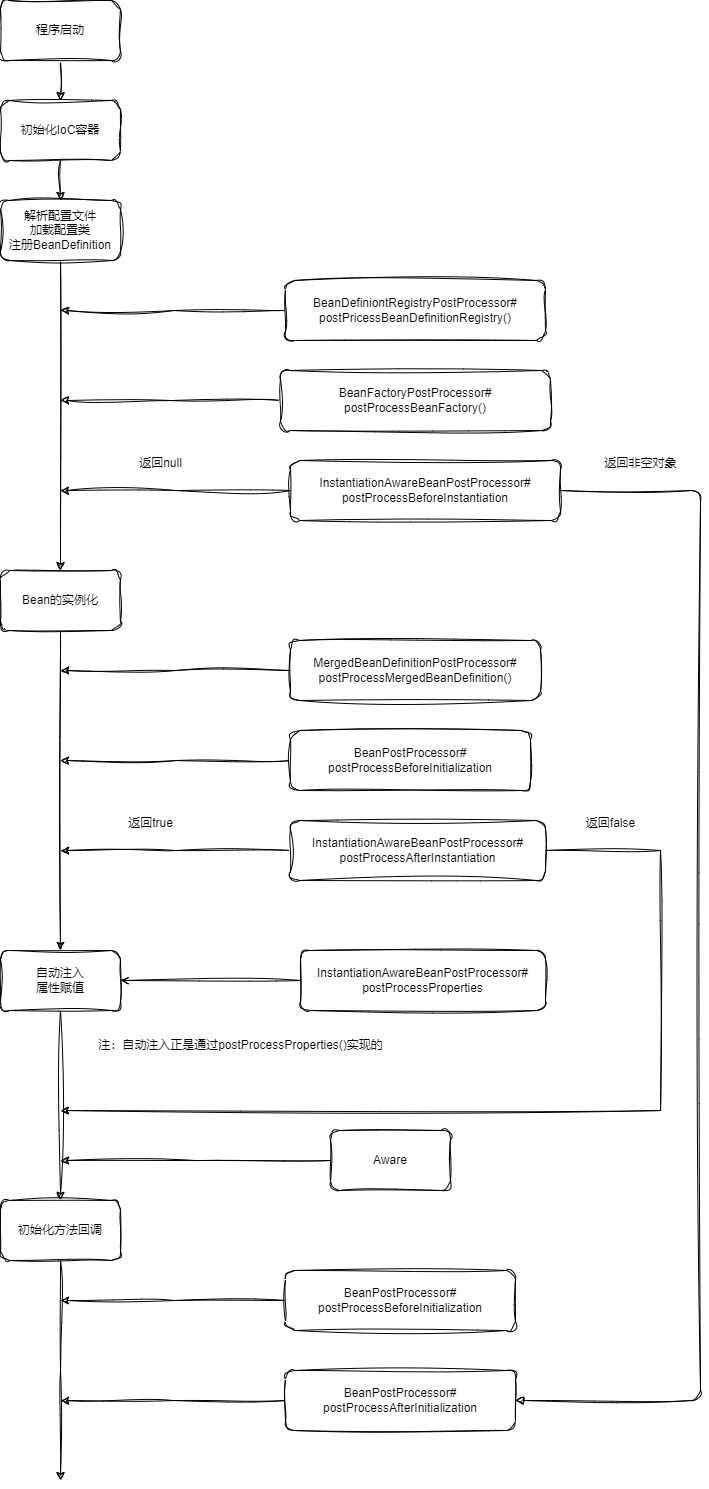 程序启动
初始化IoC容器
解析配置文件
加载配置类
注册BeanDefinition
BeanDefiniontRegistryPostProcessor#
postPricessBeanDefinitionRegistry()
BeanFactoryPostProcessor#
postProcessBeanFactory()
返回null
返回非空对象
InstantiationAwareBeanPostProcessor#
postProcessBeforeInstantiation
Bean的实例化
MergedBeanDefinitionPostProcessor#
postProcessMergedBeanDefinition()
BeanPostProcessor#
postProcessBeforeInitialization
返回true
返回false
InstantiationAwareBeanPostProcessor#
postProcessAfterInstantiation
自动注入
属性赋值
InstantiationAwareBeanPostProcessor#
postProcessProperties
注：自动注入正是通过postProcessProperties()实现的
Aware
初始化方法回调
BeanPostProcessor#
postProcessBeforeInitialization
BeanPostProcessor#
postProcessAfterInitialization